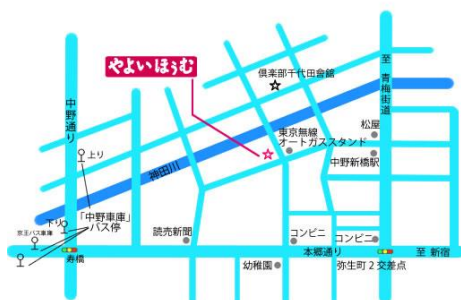 やよいほうむ
倶楽部千代田會館
至 青梅街道
中野通り
松屋
東京無線
オートガススタンド
中野新橋駅
上り
神田川
「中野車庫」
バス停
下り
京王バス車庫
読売新聞
コンビニ
コンビニ
寿橋
本郷通り
至 新宿
幼稚園
弥生町2交差点